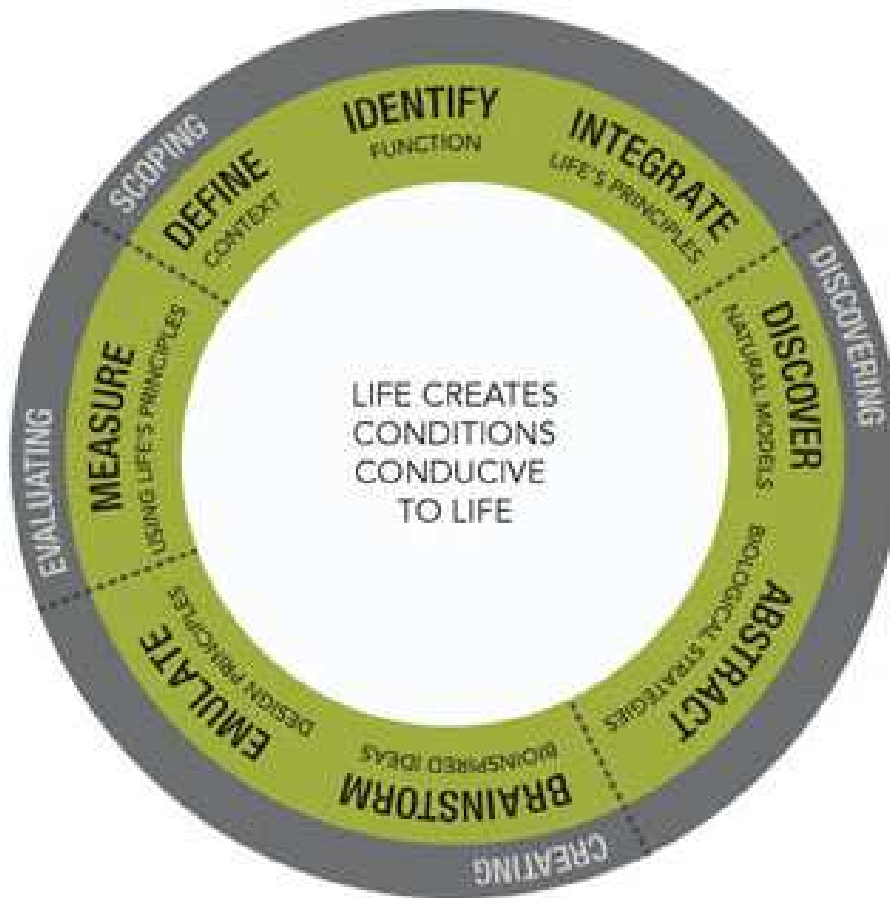 SCOPING
DEFINE
CONTEXT
IDENTIFY
FUNCTION
INTEGRATE
LIFE'S PRINCIPLES
DISCOVERING
DISCOVER
NATURAL MODELS
ABSTRACT
BIOLOGICAL STRATEGIES
CREATING
BRAINSTORM
BIOINSPIRED IDEAS
EMULATE
DESIGN PRINCIPLES
EVALUATING
MEASURE
USING LIFE'S PRINCIPLES
LIFE CREATES
CONDITIONS
CONDUCIVE
TO LIFE